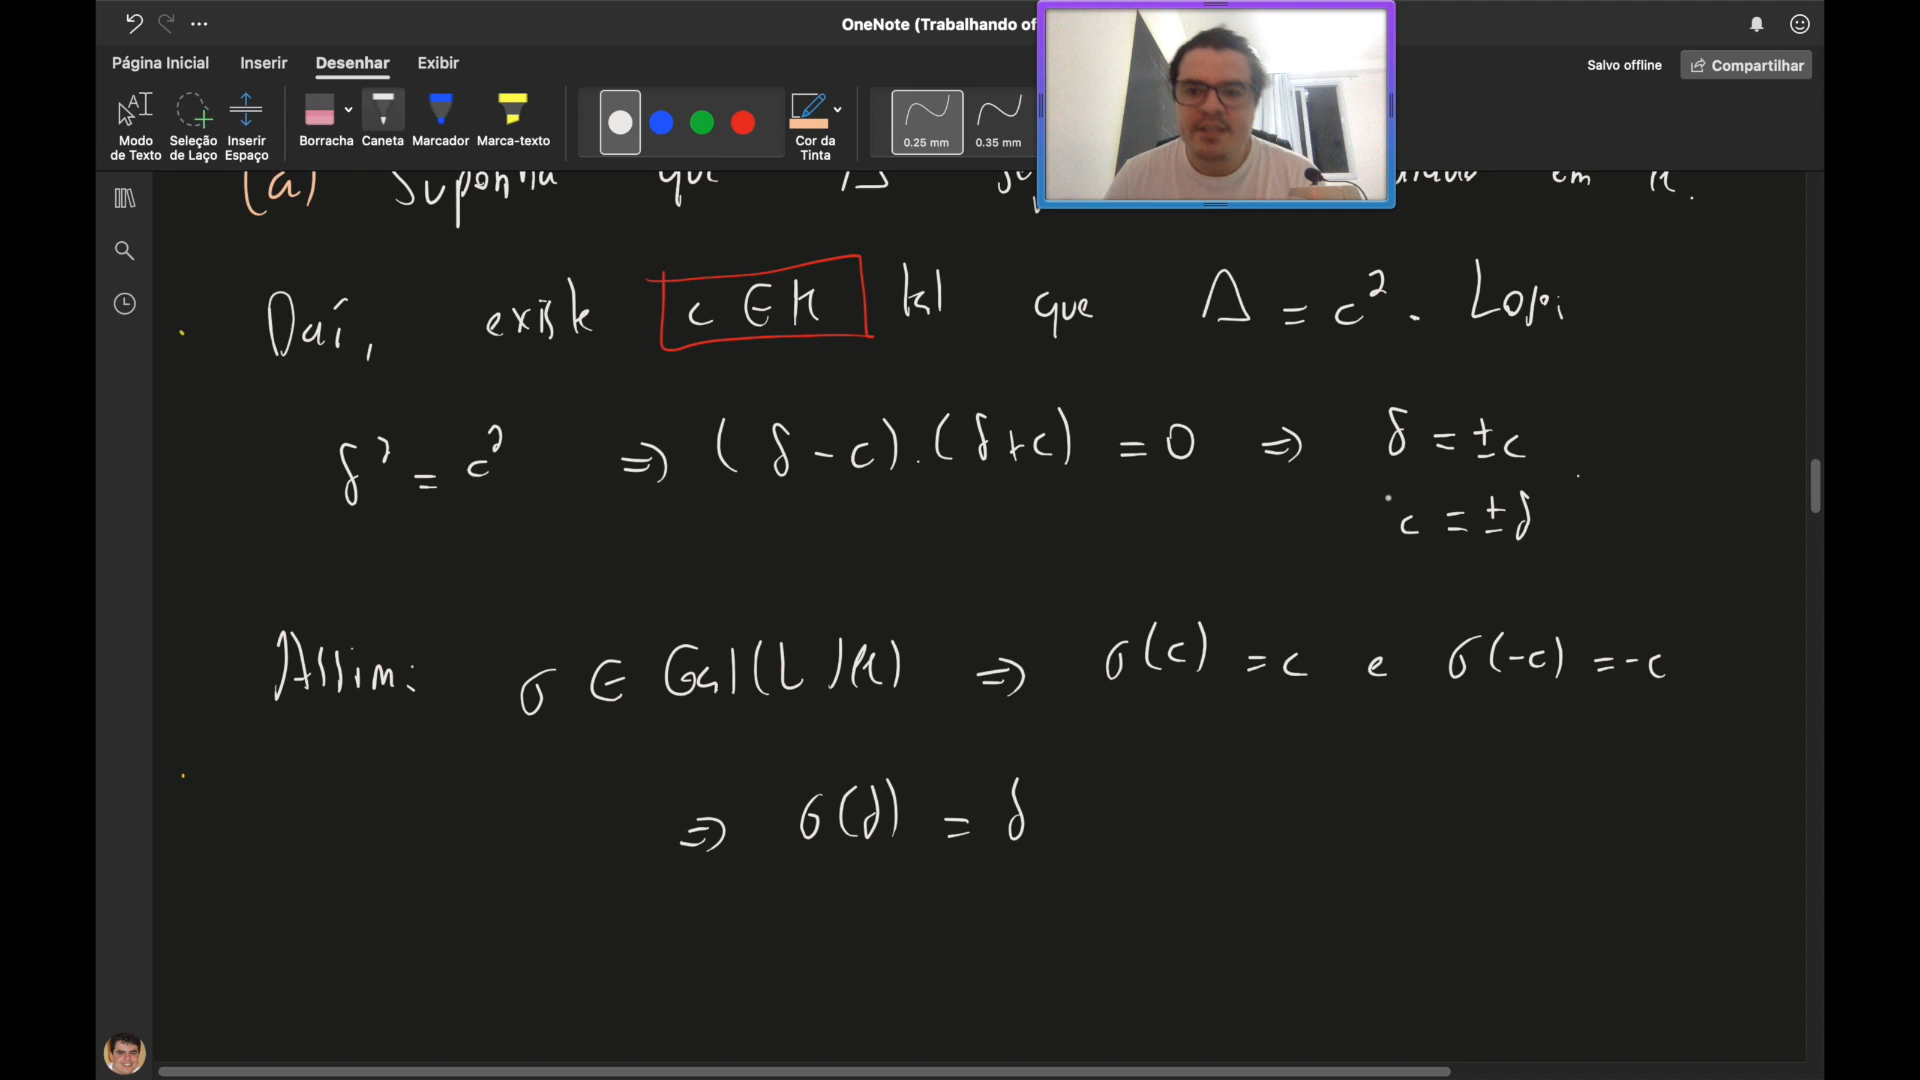 OneNote (Trabalhando of
Página Inicial Inserir Desenhar Exibir
Salvo offline Compartilhar
Modo de Texto
Seleção de Laço
Inserir Espaço
Borracha Caneta Marcador Marca-texto
Cor da Tinta
0.25 mm 0.35 mm
(a) Suponha que Δ em K.
Daí, existe c ∈ K tal que Δ = c². Logo:
δ² = c² ⇒ (δ - c).(δ + c) = 0 ⇒ δ = ± c
c = ± δ
Assim: σ ∈ Gal(L/K) ⇒ σ(c) = c e σ(-c) = -c
⇒ σ(δ) = δ